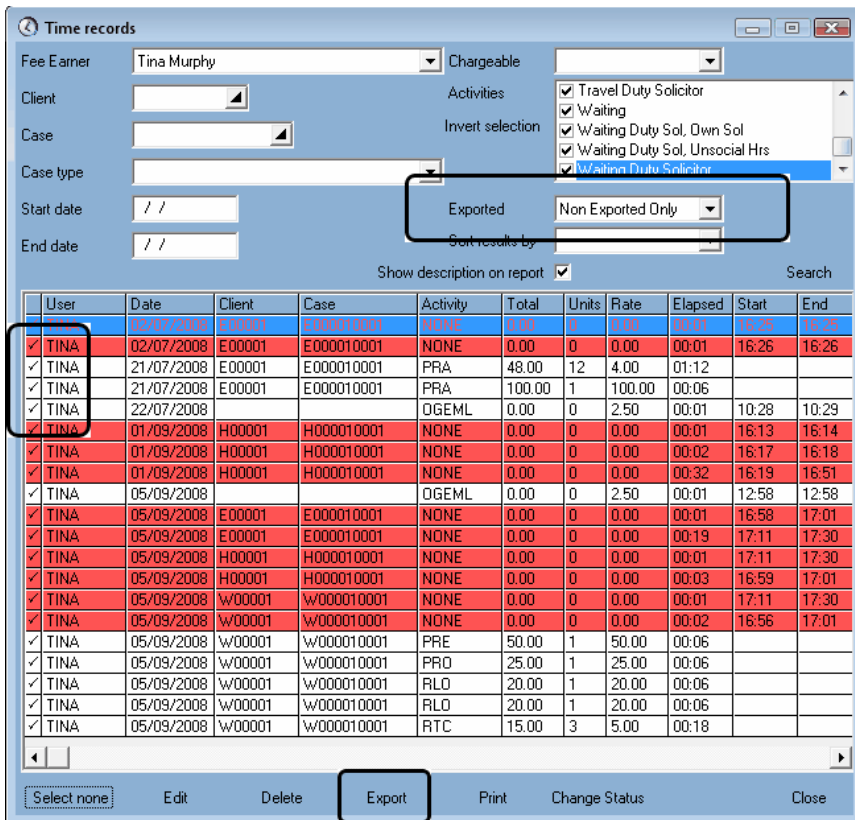 Time records
Fee Earner Tina Murphy Chargeable
Client Activities Travel Duty Solicitor
Waiting
Case Invert selection Waiting Duty Sol, Own Sol
Waiting Duty Sol, Unsocial Hrs
Case type Waiting Duty Solicitor
Start date / / Exported Non Exported Only
End date / / Sort results by
Show description on report Search
User Date Client Case Activity Total Units Rate Elapsed Start End
TINA 02/07/2008 E00001 E000010001 NONE 0.00 0 0.00 00:01 16:25 16:25
TINA 02/07/2008 E00001 E000010001 NONE 0.00 0 0.00 00:01 16:26 16:26
TINA 21/07/2008 E00001 E000010001 PRA 48.00 12 4.00 01:12
TINA 21/07/2008 E00001 E000010001 PRA 100.00 1 100.00 00:06
TINA 22/07/2008 OGEML 0.00 0 2.50 00:01 10:28 10:29
TINA 01/09/2008 H00001 H000010001 NONE 0.00 0 0.00 00:01 16:13 16:14
TINA 01/09/2008 H00001 H000010001 NONE 0.00 0 0.00 00:02 16:17 16:18
TINA 01/09/2008 H00001 H000010001 NONE 0.00 0 0.00 00:32 16:19 16:51
TINA 05/09/2008 OGEML 0.00 0 2.50 00:01 12:58 12:58
TINA 05/09/2008 E00001 E000010001 NONE 0.00 0 0.00 00:01 16:58 17:01
TINA 05/09/2008 E00001 E000010001 NONE 0.00 0 0.00 00:19 17:11 17:30
TINA 05/09/2008 H00001 H000010001 NONE 0.00 0 0.00 00:01 17:11 17:30
TINA 05/09/2008 H00001 H000010001 NONE 0.00 0 0.00 00:03 16:59 17:01
TINA 05/09/2008 W00001 W000010001 NONE 0.00 0 0.00 00:01 17:11 17:30
TINA 05/09/2008 W00001 W000010001 NONE 0.00 0 0.00 00:02 16:56 17:01
TINA 05/09/2008 W00001 W000010001 PRE 50.00 1 50.00 00:06
TINA 05/09/2008 W00001 W000010001 PRO 25.00 1 25.00 00:06
TINA 05/09/2008 W00001 W000010001 RLO 20.00 1 20.00 00:06
TINA 05/09/2008 W00001 W000010001 RLO 20.00 1 20.00 00:06
TINA 05/09/2008 W00001 W000010001 RTC 15.00 3 5.00 00:18
Select none Edit Delete Export Print Change Status Close